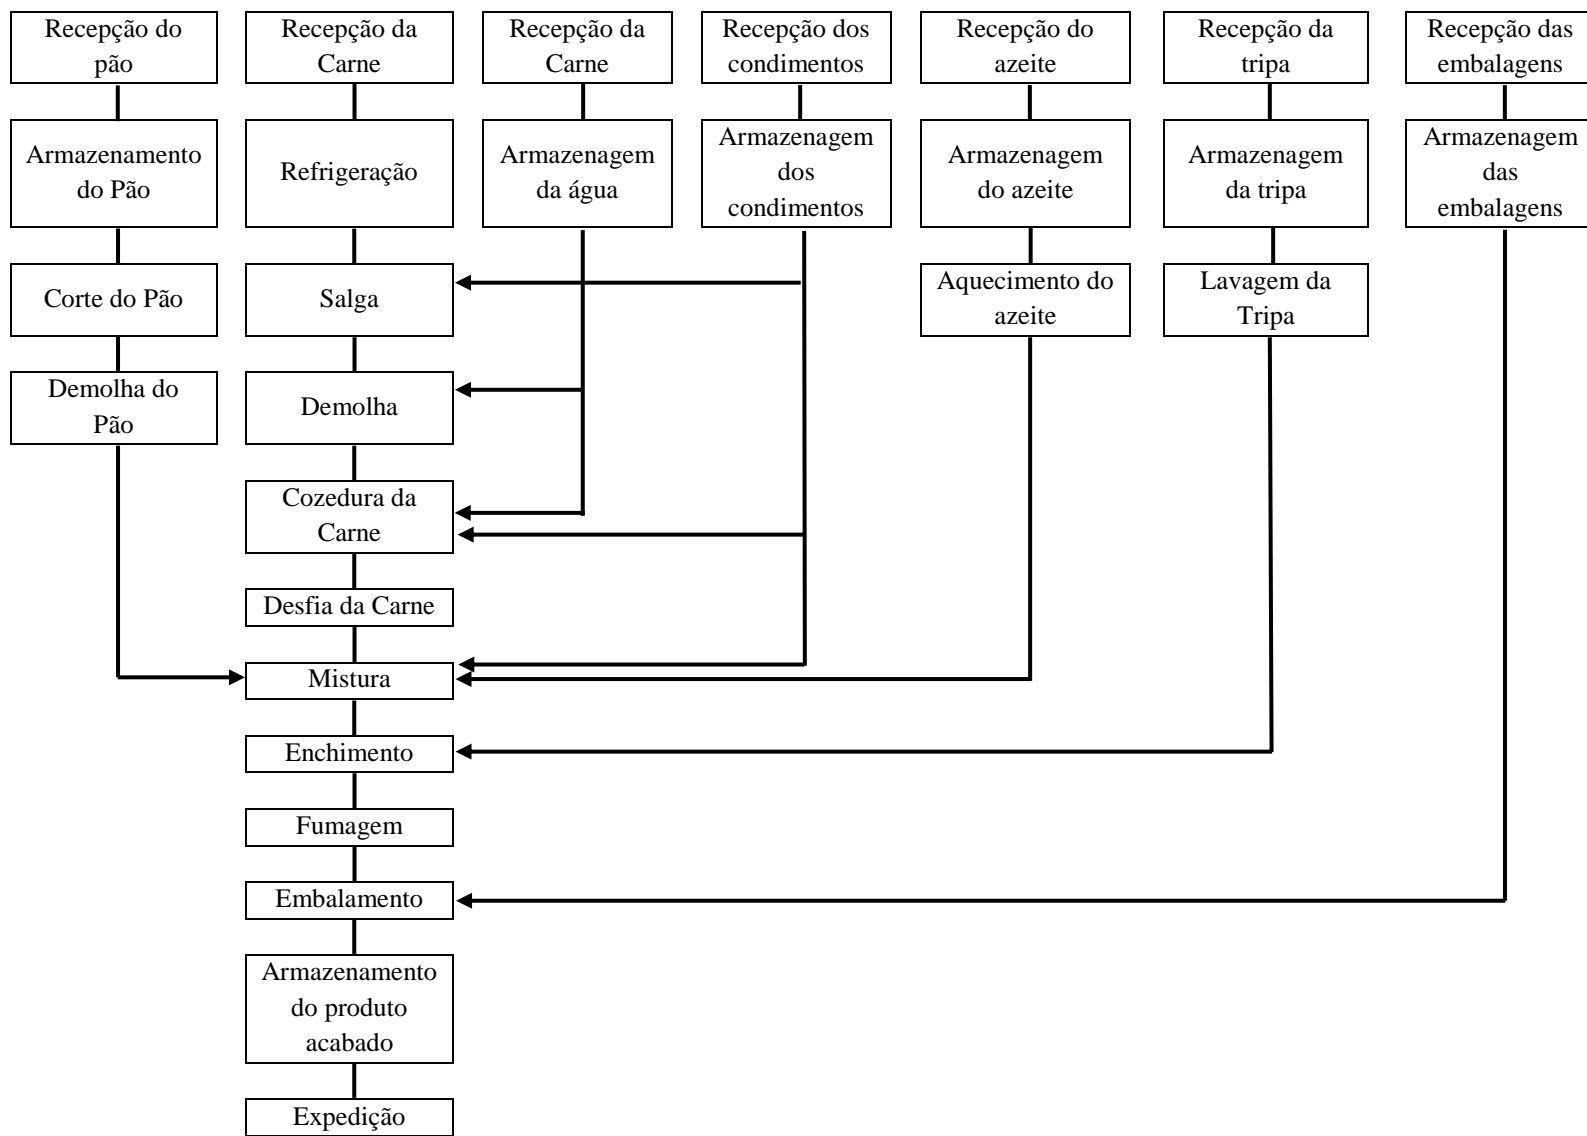 Recepção do
pão
Recepção da
Carne
Recepção da
Carne
Recepção dos
condimentos
Recepção do
azeite
Recepção da
tripa
Recepção das
embalagens
Armazenamento
do Pão
Refrigeração
Armazenagem
da água
Armazenagem
dos
condimentos
Armazenagem
do azeite
Armazenagem
da tripa
Armazenagem
das
embalagens
Corte do Pão
Salga
Aquecimento do
azeite
Lavagem da
Tripa
Demolha do
Pão
Demolha
Cozedura da
Carne
Desfia da Carne
Mistura
Enchimento
Fumagem
Embalamento
Armazenamento
do produto
acabado
Expedição